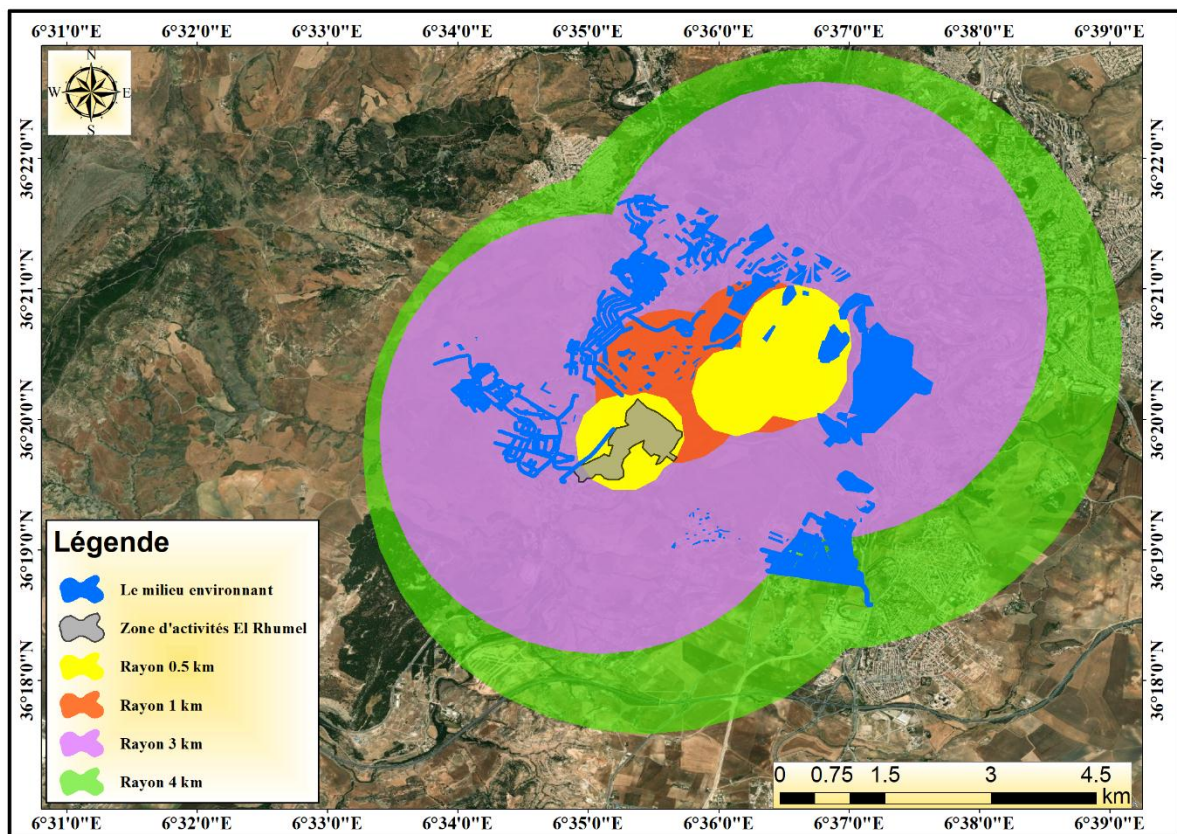 6°31'0"E 6°32'0"E 6°33'0"E 6°34'0"E 6°35'0"E 6°36'0"E 6°37'0"E 6°38'0"E 6°39'0"E
N
W E
S
36°22'0"N 36°22'0"N
36°21'0"N 36°21'0"N
36°20'0"N 36°20'0"N
36°19'0"N 36°19'0"N
36°18'0"N 36°18'0"N
Légende
Le milieu environnant
Zone d'activités El Rhumel
Rayon 0.5 km
Rayon 1 km
Rayon 3 km
Rayon 4 km
0 0.75 1.5 3 4.5
km
6°31'0"E 6°32'0"E 6°33'0"E 6°34'0"E 6°35'0"E 6°36'0"E 6°37'0"E 6°38'0"E 6°39'0"E